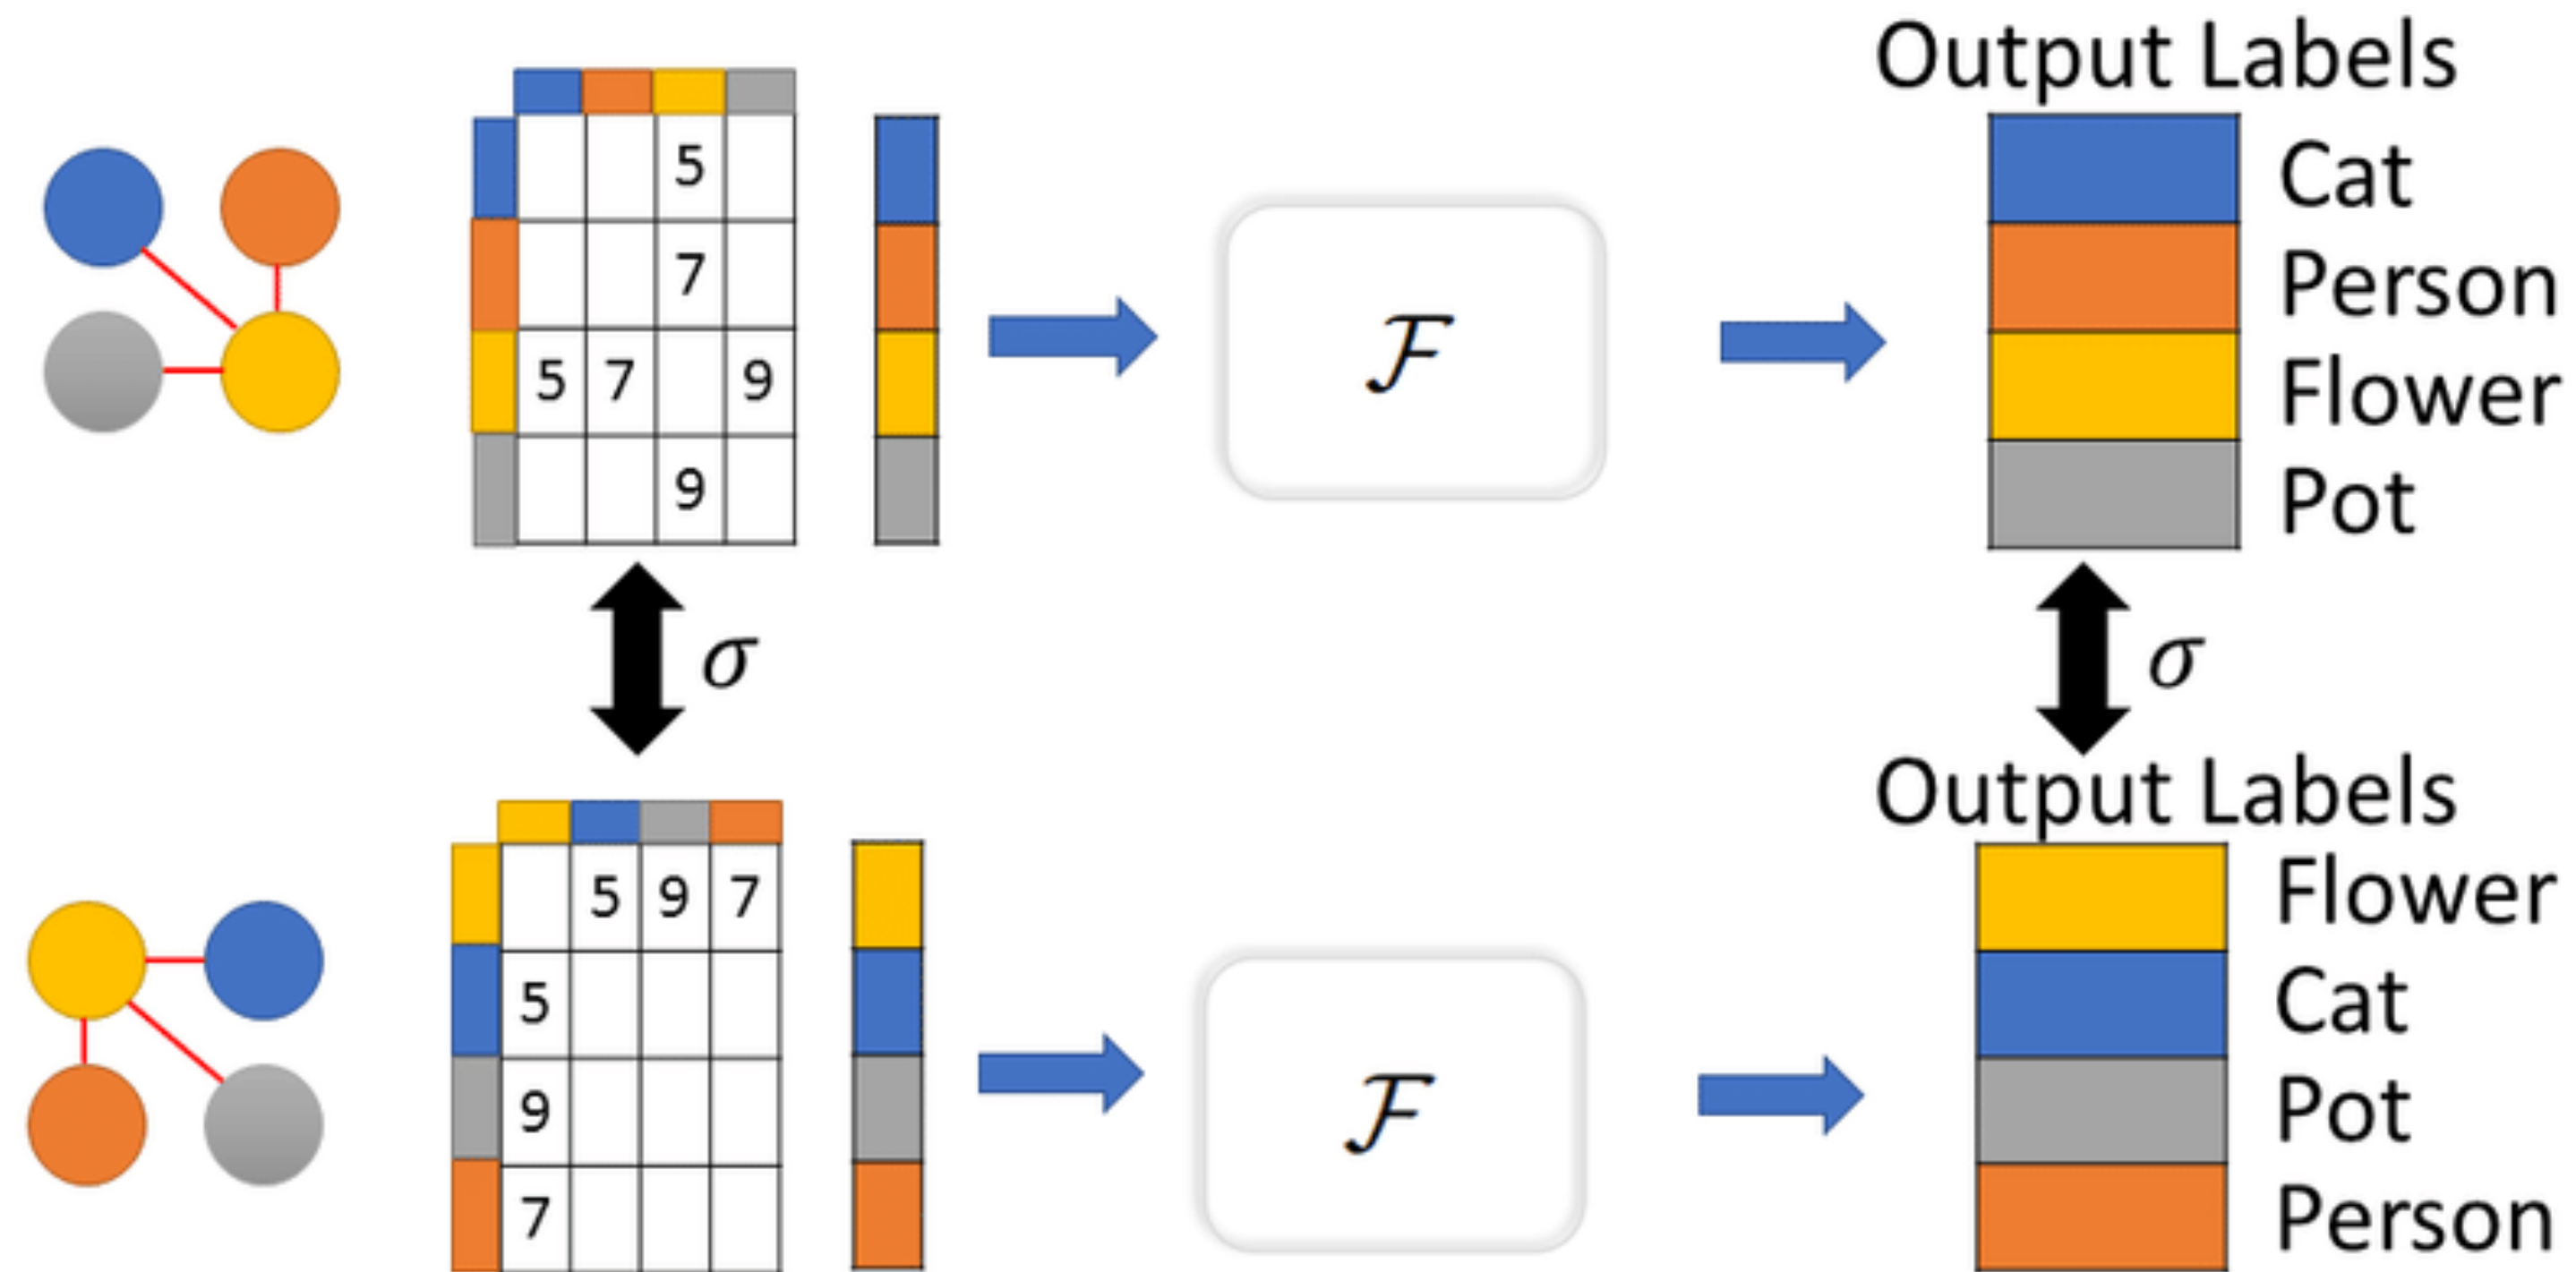 Output Labels
5
Cat
7
Person
5 7 9
Flower
9
Pot
ℱ
σ
σ
Output Labels
5 9 7
Flower
5
Cat
9
Pot
7
Person
ℱ